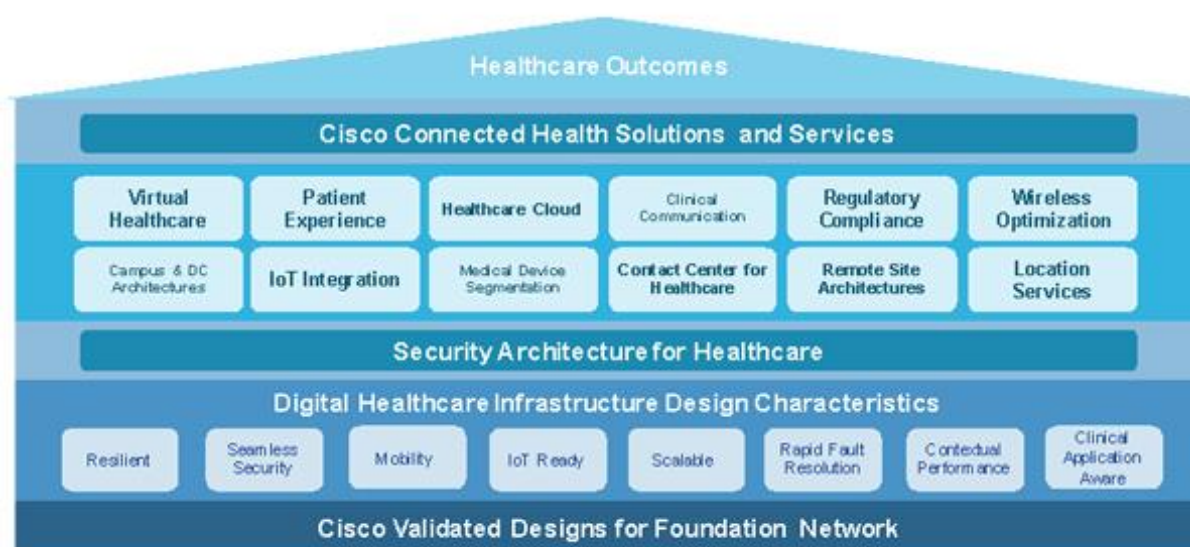 Healthcare Outcomes
Cisco Connected Health Solutions and Services
Virtual
Healthcare
Patient
Experience
Healthcare Cloud
Clinical
Communication
Regulatory
Compliance
Wireless
Optimization
Campus & DC
Architectures
IoT Integration
Medical Device
Segmentation
Contact Center for
Healthcare
Remote Site
Architectures
Location
Services
Security Architecture for Healthcare
Digital Healthcare Infrastructure Design Characteristics
Resilient
Seamless
Security
Mobility
IoT Ready
Scalable
Rapid Fault
Resolution
Contextual
Performance
Clinical
Application
Aware
Cisco Validated Designs for Foundation Network